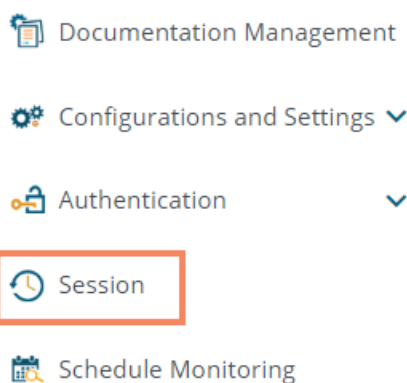 Documentation Management
Configurations and Settings
Authentication
Session
Schedule Monitoring